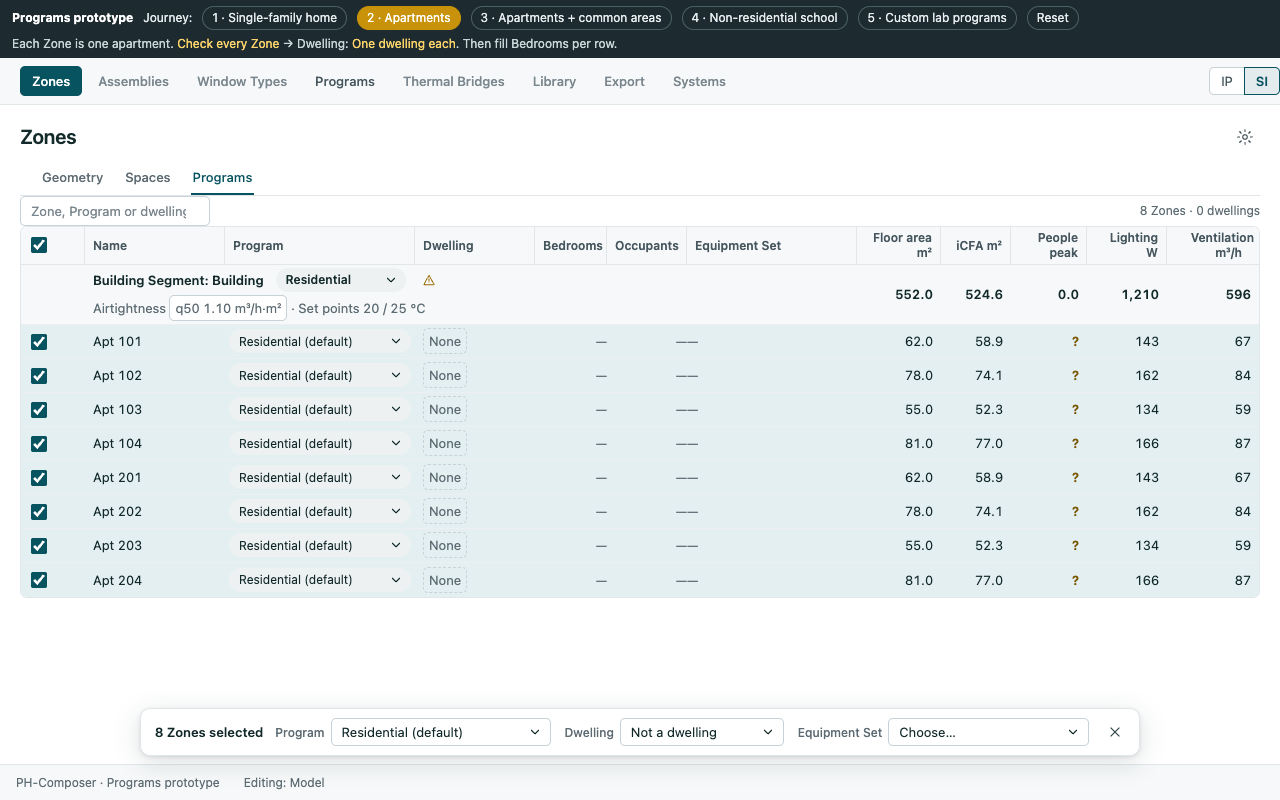 Programs prototype Journey: 1 · Single-family home 2 · Apartments 3 · Apartments + common areas 4 · Non-residential school 5 · Custom lab programs Reset
Each Zone is one apartment. Check every Zone → Dwelling: One dwelling each. Then fill Bedrooms per row.
Zones Assemblies Window Types Programs Thermal Bridges Library Export Systems IP SI
Zones
Geometry Spaces Programs
Zone, Program or dwelling 8 Zones · 0 dwellings
Name Program Dwelling Bedrooms Occupants Equipment Set Floor area m² iCFA m² People peak Lighting W Ventilation m³/h
Building Segment: Building Residential 552.0 524.6 0.0 1,210 596
Airtightness q50 1.10 m³/h·m² · Set points 20 / 25 °C
Apt 101 Residential (default) None — —— 62.0 58.9 ? 143 67
Apt 102 Residential (default) None — —— 78.0 74.1 ? 162 84
Apt 103 Residential (default) None — —— 55.0 52.3 ? 134 59
Apt 104 Residential (default) None — —— 81.0 77.0 ? 166 87
Apt 201 Residential (default) None — —— 62.0 58.9 ? 143 67
Apt 202 Residential (default) None — —— 78.0 74.1 ? 162 84
Apt 203 Residential (default) None — —— 55.0 52.3 ? 134 59
Apt 204 Residential (default) None — —— 81.0 77.0 ? 166 87
8 Zones selected Program Residential (default) Dwelling Not a dwelling Equipment Set Choose...
PH-Composer · Programs prototype Editing: Model